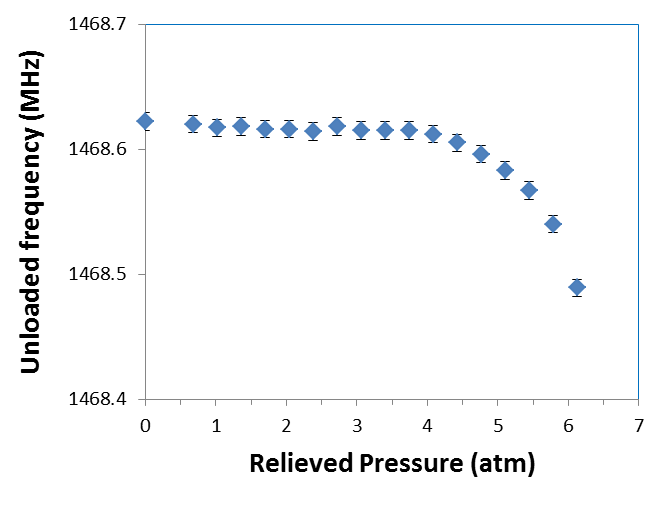 1468.7
1468.6
1468.5
1468.4
Unloaded frequency (MHz)
0 1 2 3 4 5 6 7
Relieved Pressure (atm)